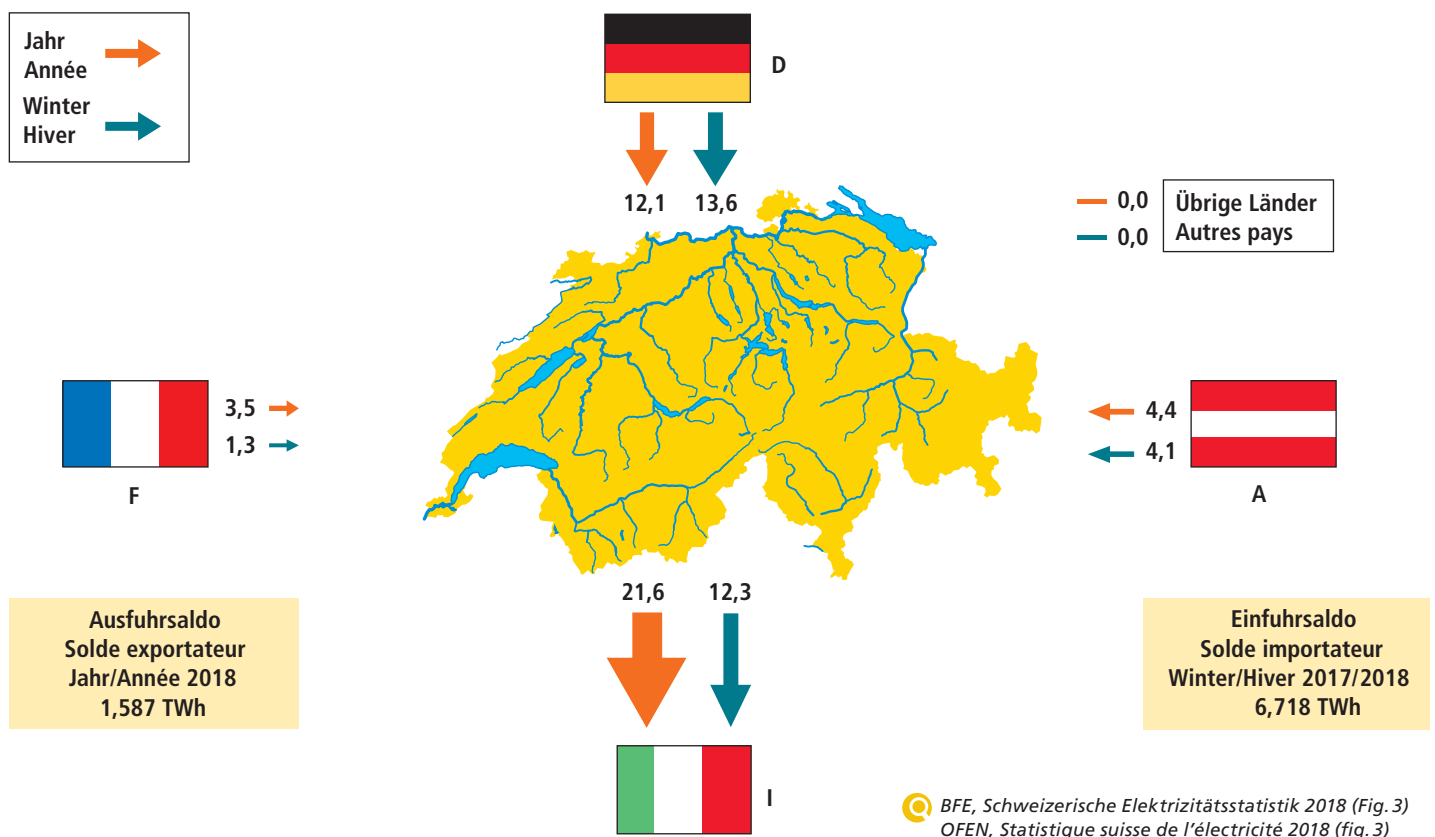 Jahr
Année
Winter
Hiver
D
12,1 13,6
0,0
0,0
Übrige Länder
Autres pays
3,5
1,3
F
4,4
4,1
A
21,6 12,3
Ausfuhrsaldo
Solde exportateur
Jahr/Année 2018
1,587 TWh
Einfuhrsaldo
Solde importateur
Winter/Hiver 2017/2018
6,718 TWh
I
BFE, Schweizerische Elektrizitätsstatistik 2018 (Fig. 3)
OFEN, Statistique suisse de l'électricité 2018 (fig. 3)